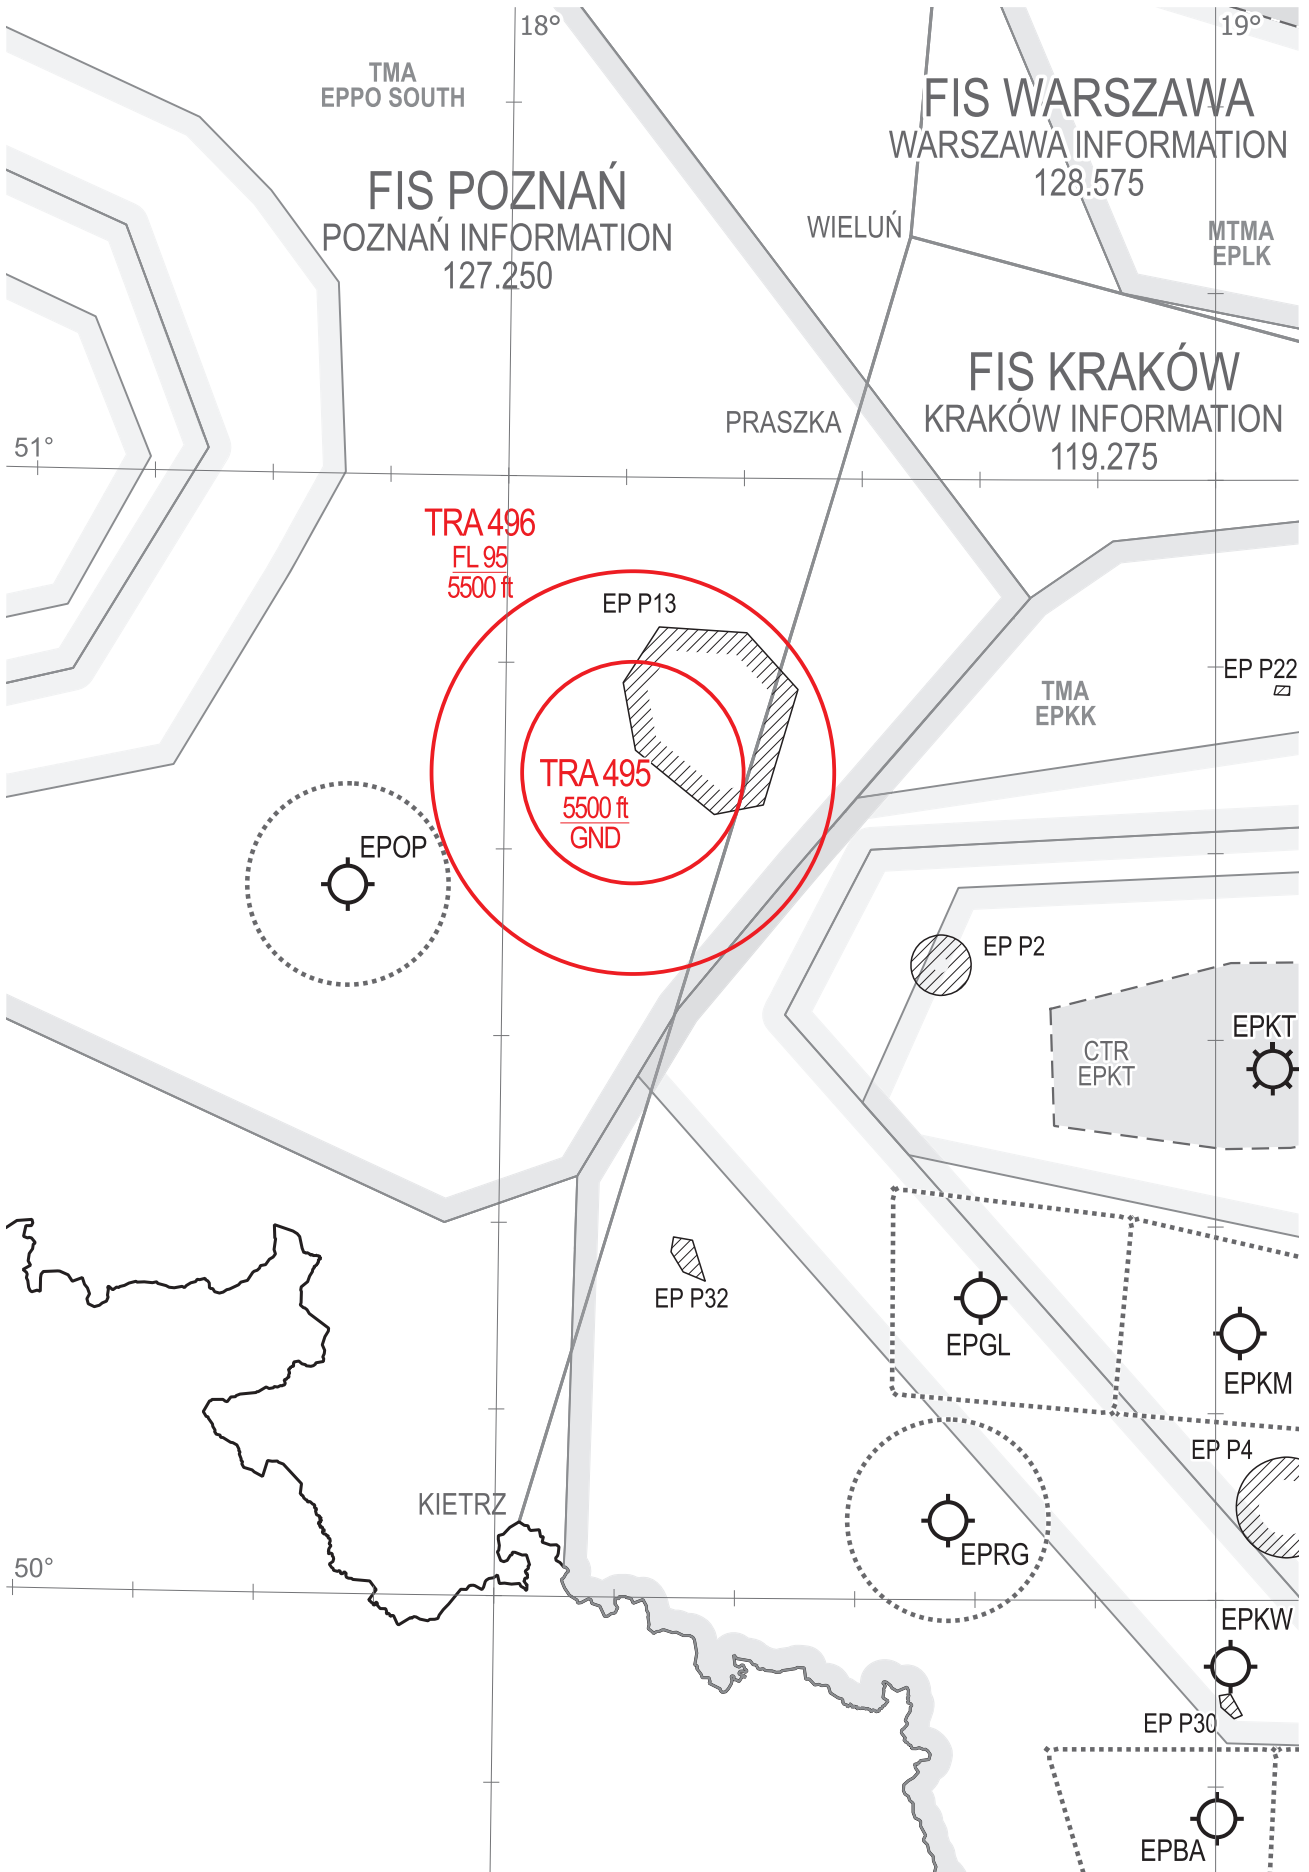 18°
19°
TMA
EPPO SOUTH
FIS WARSZAWA
WARSZAWA INFORMATION
128.575
FIS POZNAŃ
POZNAŃ INFORMATION
127.250
WIELUŃ
MTMA
EPLK
FIS KRAKÓW
KRAKÓW INFORMATION
119.275
PRASZKA
51°
TRA 496
FL 95
5500 ft
EP P13
EP P22
TMA
EPKK
TRA 495
5500 ft
GND
EPOP
EP P2
EPKT
CTR
EPKT
EP P32
EPGL
EPKM
EP P4
KIETRZ
EPRG
50°
EPKW
EP P30
EPBA